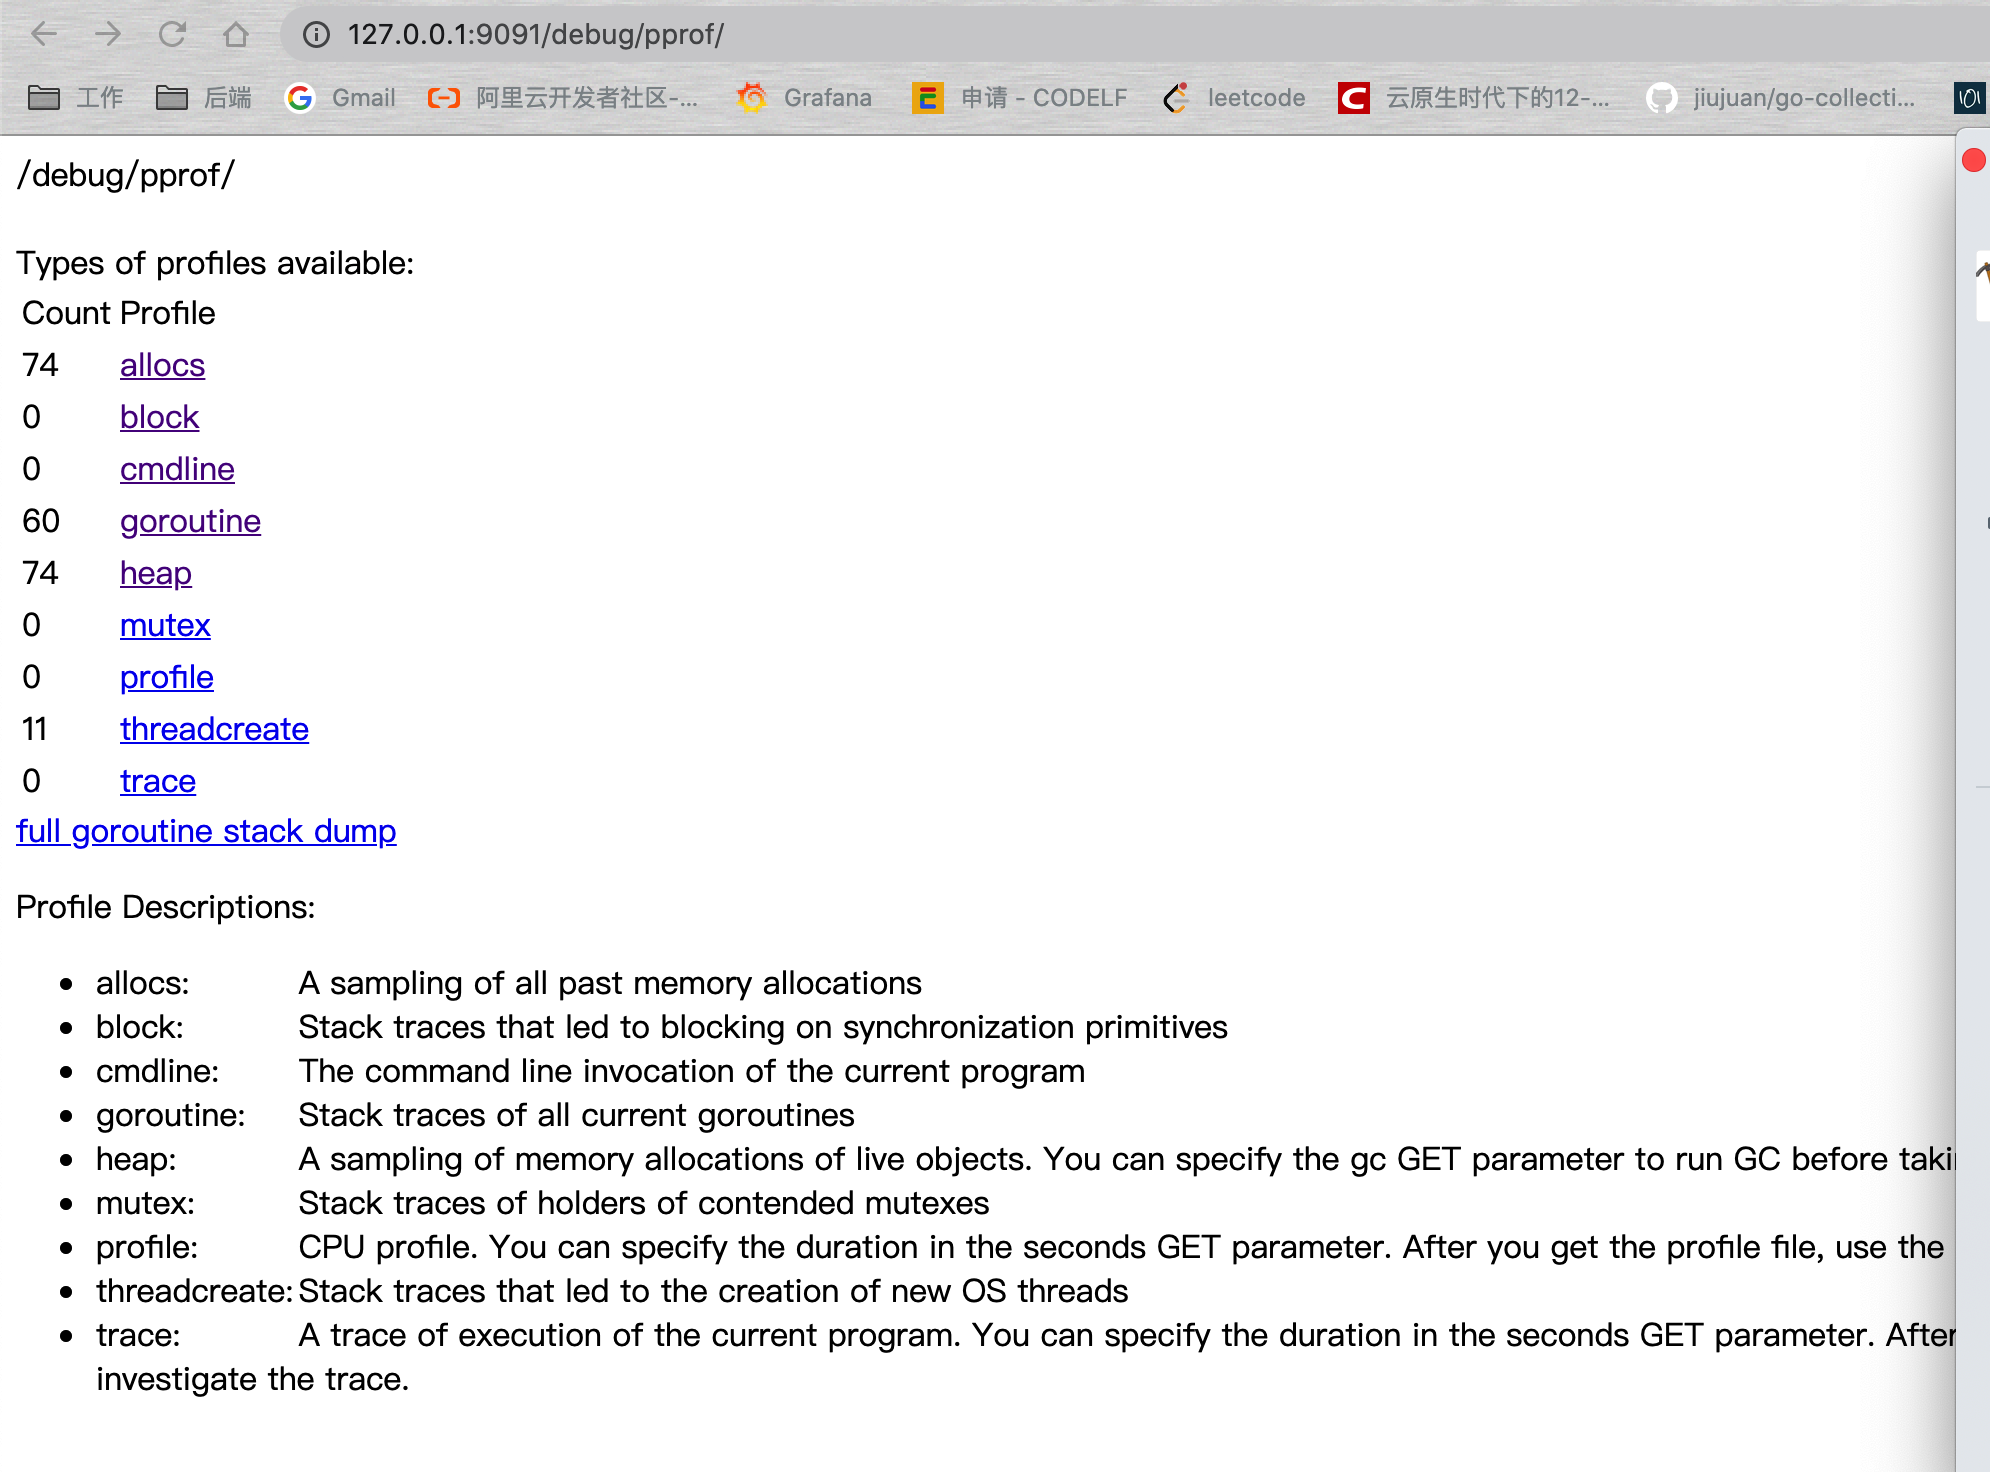 127.0.0.1:9091/debug/pprof/
工作 后端 Gmail 阿里云开发者社区-... Grafana 申请 - CODELF leetcode 云原生时代下的12-... jiujuan/go-collecti...
/debug/pprof/
Types of profiles available:
Count Profile
74 allocs
0 block
0 cmdline
60 goroutine
74 heap
0 mutex
0 profile
11 threadcreate
0 trace
full goroutine stack dump
Profile Descriptions:
• allocs: A sampling of all past memory allocations
• block: Stack traces that led to blocking on synchronization primitives
• cmdline: The command line invocation of the current program
• goroutine: Stack traces of all current goroutines
• heap: A sampling of memory allocations of live objects. You can specify the gc GET parameter to run GC before
• mutex: Stack traces of holders of contended mutexes
• profile: CPU profile. You can specify the duration in the seconds GET parameter. After you get the profile file, use the
• threadcreate: Stack traces that led to the creation of new OS threads
• trace: A trace of execution of the current program. You can specify the duration in the seconds GET parameter. After
investigate the trace.